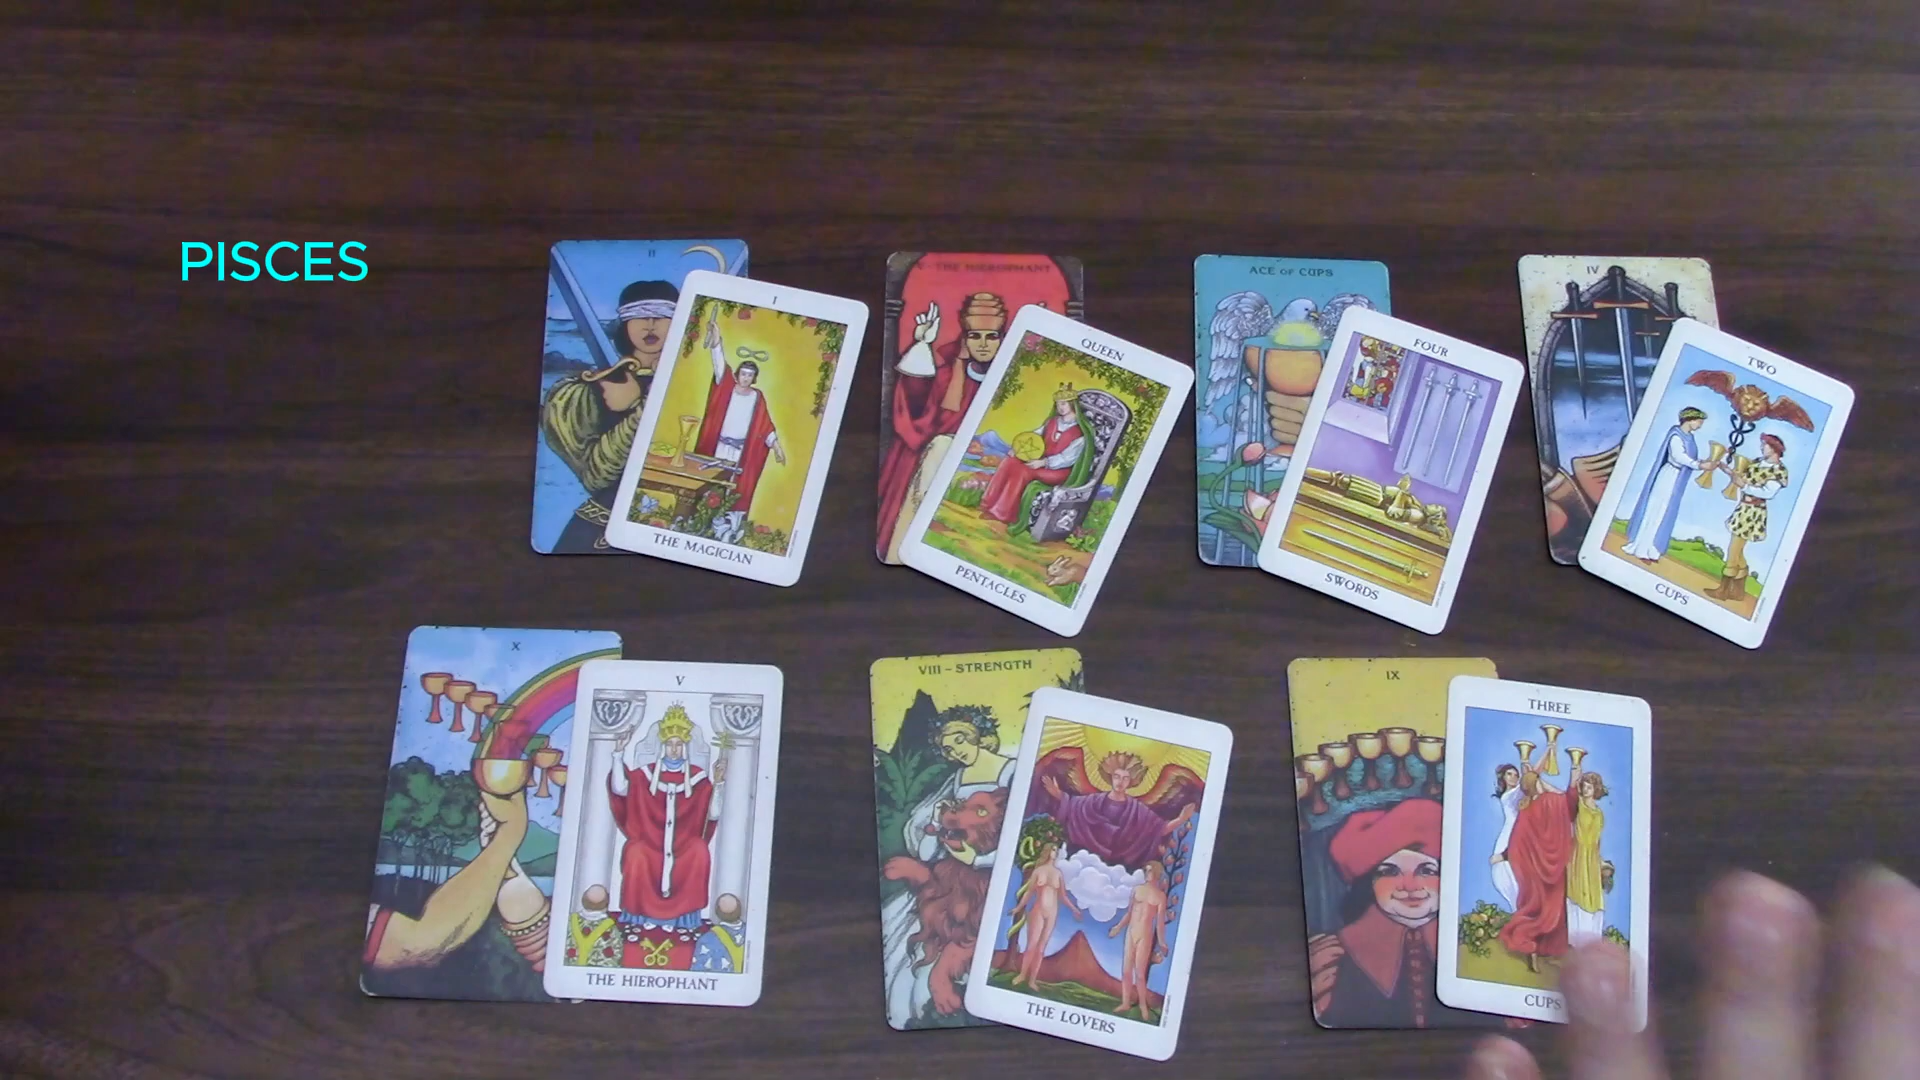 PISCES
II
I
THE MAGICIAN
V - THE HIEROPHANT
QUEEN
PENTACLES
ACE OF CUPS
FOUR
SWORDS
IV
TWO
CUPS
X
V
THE HIEROPHANT
VIII - STRENGTH
VI
THE LOVERS
IX
THREE
CUPS